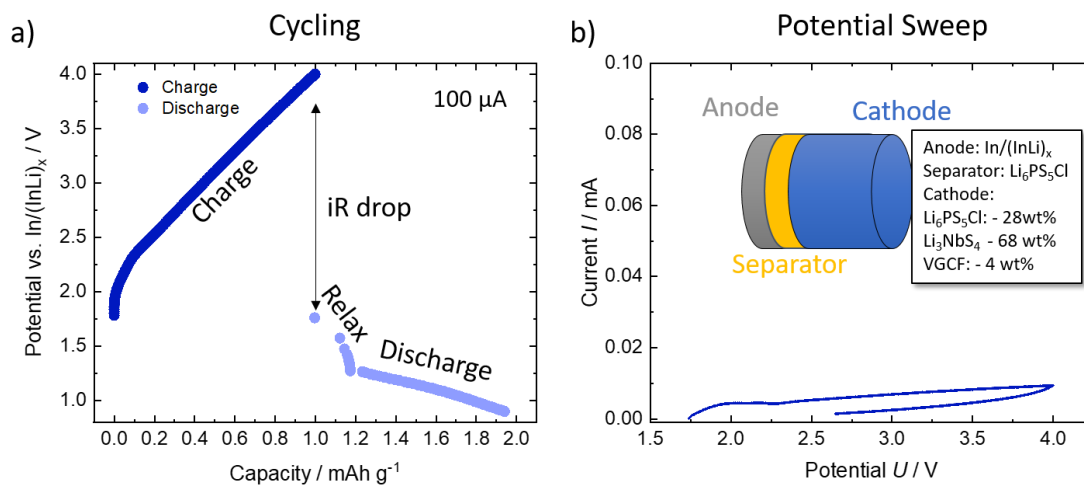 a)
Cycling
Potential vs. In/(InLi)ₓ / V
4.0
3.5
3.0
2.5
2.0
1.5
1.0
Charge
Discharge
100 µA
Charge
iR drop
Relax
Discharge
0.0 0.2 0.4 0.6 0.8 1.0 1.2 1.4 1.6 1.8 2.0
Capacity / mAh g⁻¹
b)
Potential Sweep
Current I / mA
0.10
0.08
0.06
0.04
0.02
0.00
Anode
Cathode
Separator
Anode: In/(InLi)ₓ
Separator: Li₆PS₅Cl
Cathode:
Li₆PS₅Cl: - 28wt%
Li₃NbS₄ - 68 wt%
VGCF: - 4 wt%
1.5 2.0 2.5 3.0 3.5 4.0
Potential U / V